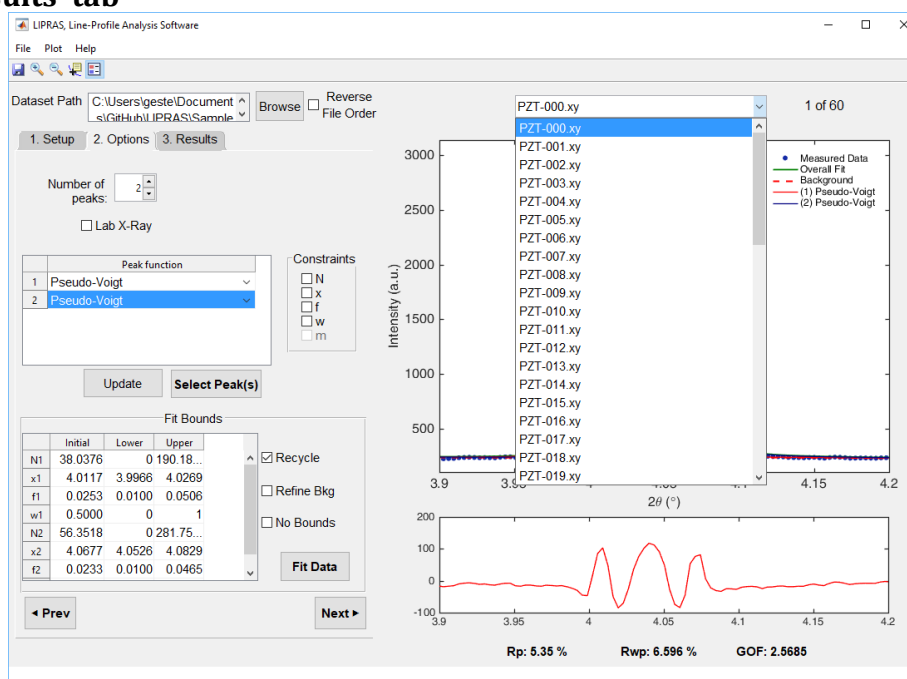 ults tab
LIPRAS, Line-Profile Analysis Software
File Plot Help
Dataset Path
C:\Users\geste\Document
s\GitHub\LIPRAS\Sample
Browse
Reverse
File Order
PZT-000.xy
1 of 60
1. Setup 2. Options 3. Results
Number of
peaks:
2
Lab X-Ray
Peak function
1 Pseudo-Voigt
2 Pseudo-Voigt
Constraints
N
x
f
w
m
Update
Select Peak(s)
Fit Bounds
Initial Lower Upper
N1 38.0376 0 190.18...
x1 4.0117 3.9966 4.0269
f1 0.0253 0.0100 0.0506
w1 0.5000 0 1
N2 56.3518 0 281.75...
x2 4.0677 4.0526 4.0829
f2 0.0233 0.0100 0.0465
Recycle
Refine Bkg
No Bounds
Fit Data
◄ Prev
Next ►
PZT-000.xy
PZT-001.xy
PZT-002.xy
PZT-003.xy
PZT-004.xy
PZT-005.xy
PZT-006.xy
PZT-007.xy
PZT-008.xy
PZT-009.xy
PZT-010.xy
PZT-011.xy
PZT-012.xy
PZT-013.xy
PZT-014.xy
PZT-015.xy
PZT-016.xy
PZT-017.xy
PZT-018.xy
PZT-019.xy
Measured Data
Overall Fit
Background
(1) Pseudo-Voigt
(2) Pseudo-Voigt
Intensity (a.u.)
3000
2500
2000
1500
1000
500
3.9 4.15 4.2
2θ (°)
200
100
0
-100
3.9 3.95 4 4.05 4.1 4.15 4.2
Rp: 5.35 % Rwp: 6.596 % GOF: 2.5685